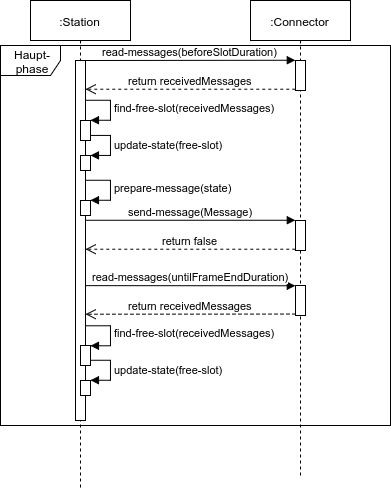 :Station
:Connector
Haupt-
phase
read-messages(beforeSlotDuration)
return receivedMessages
find-free-slot(receivedMessages)
update-state(free-slot)
prepare-message(state)
send-message(Message)
return false
read-messages(untilFrameEndDuration)
return receivedMessages
find-free-slot(receivedMessages)
update-state(free-slot)